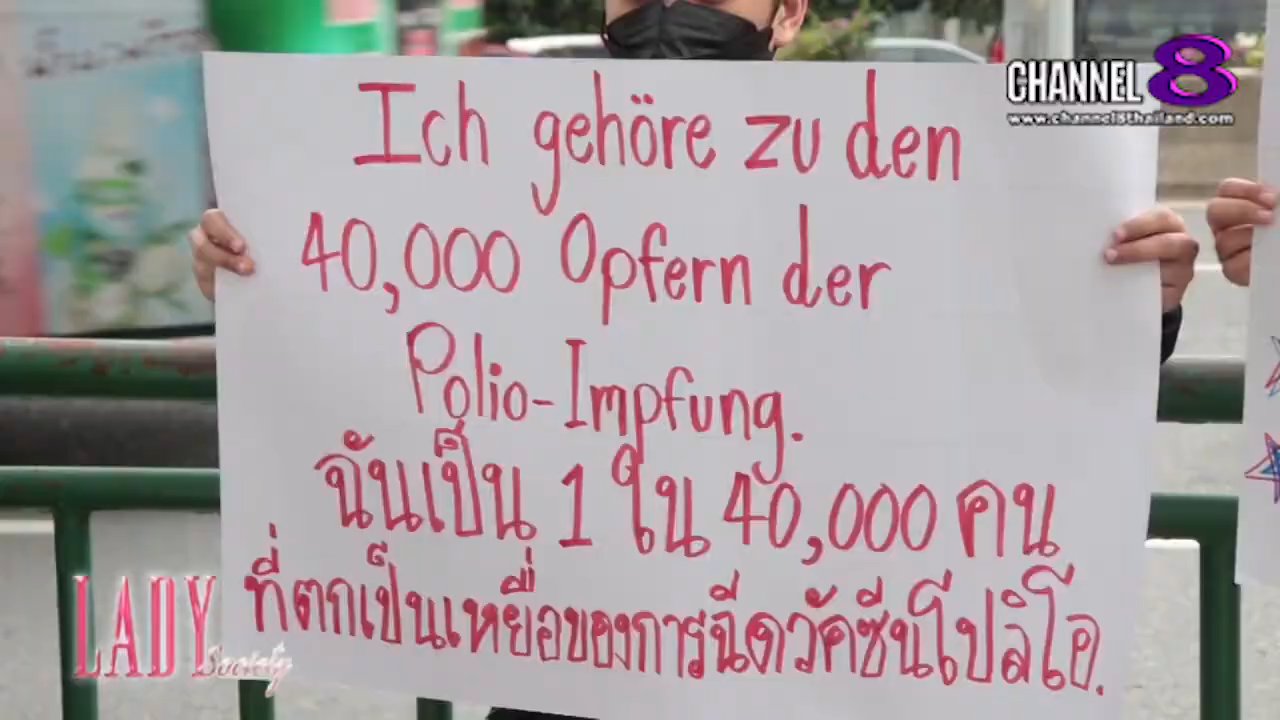 CHANNEL 8
www.channel8thailand.com
Ich gehöre zu den
40,000 Opfern der
Polio-Impfung.
ฉันเป็น 1 ใน 40,000 คน
ที่ตกเป็นเหยื่อของการฉีดวัคซีนโปลิโอ.
LADY
Society